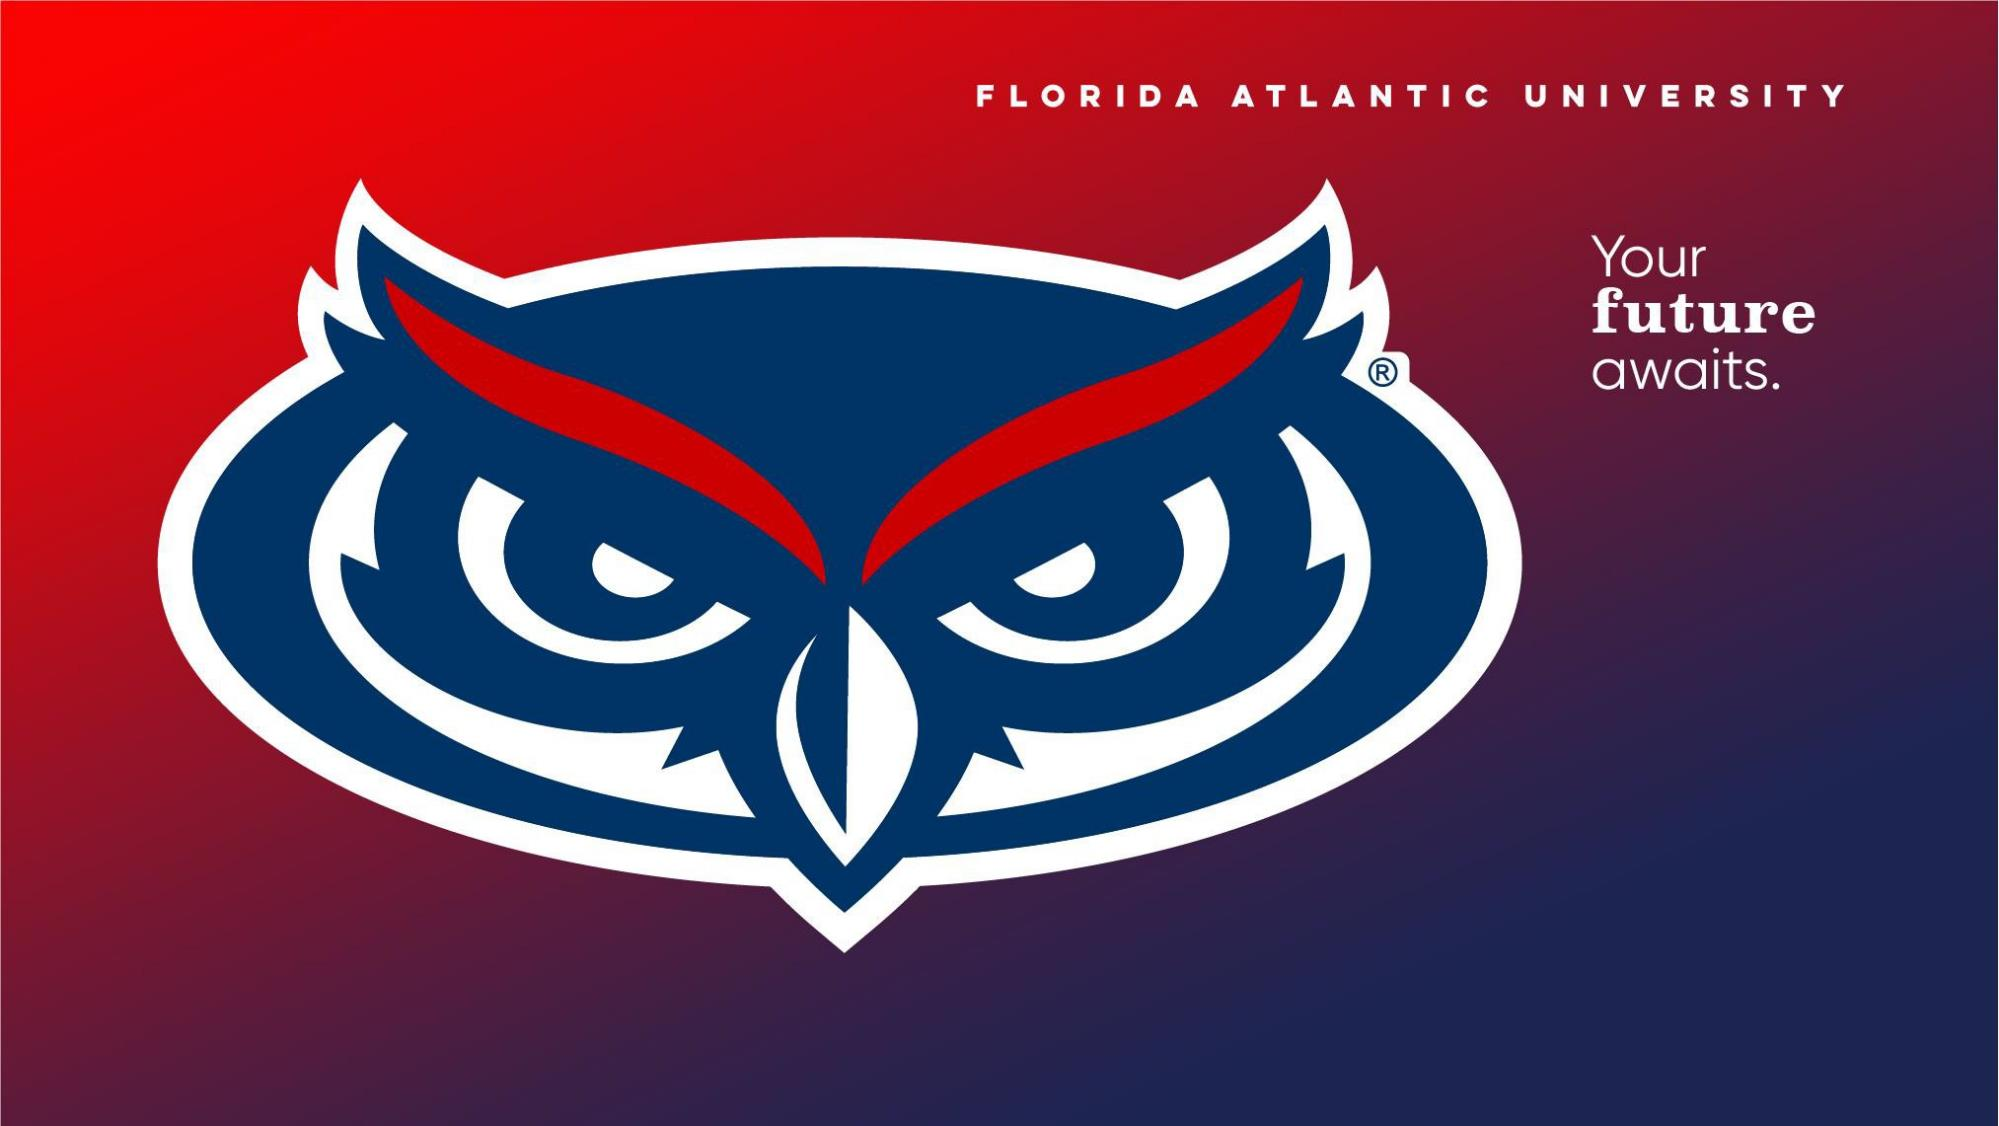 FLORIDA ATLANTIC UNIVERSITY
Your
future
awaits.
®